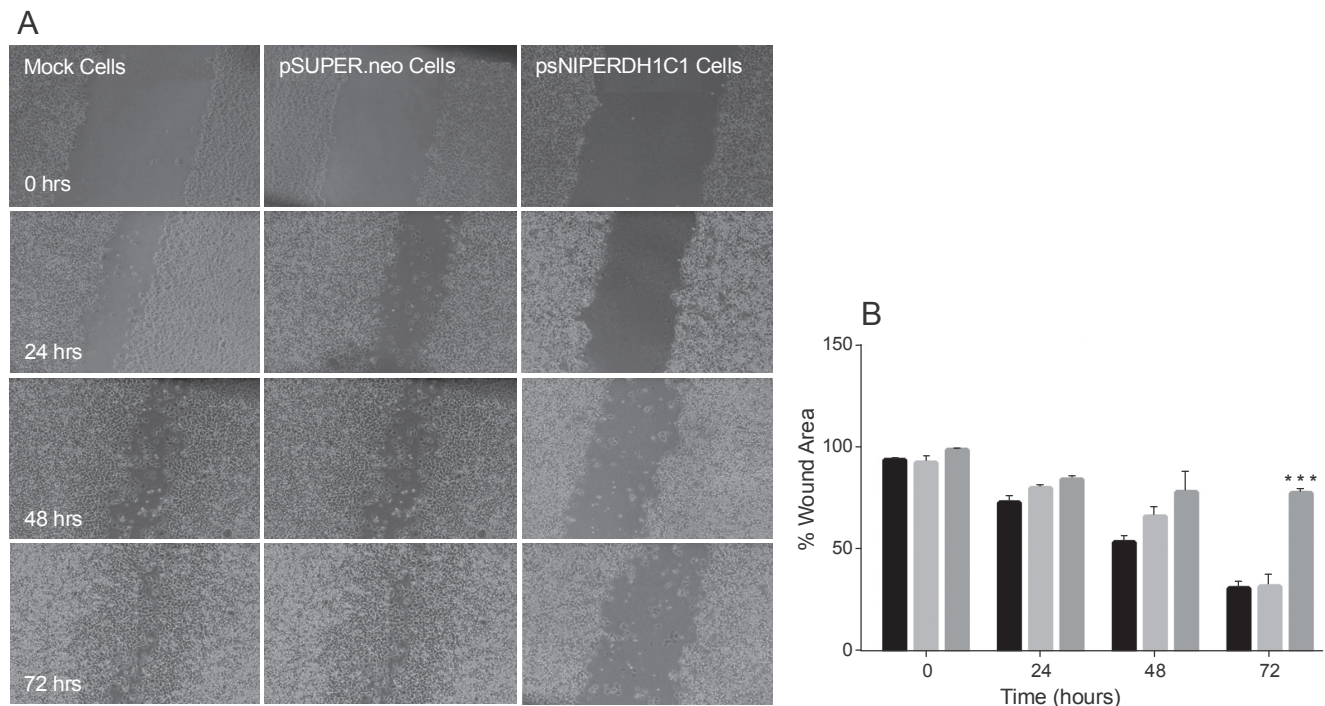 A
Mock Cells
pSUPER.neo Cells
psNIPERDH1C1 Cells
0 hrs
24 hrs
48 hrs
72 hrs
B
150
100
50
0
% Wound Area
* * *
0
24
48
72
Time (hours)